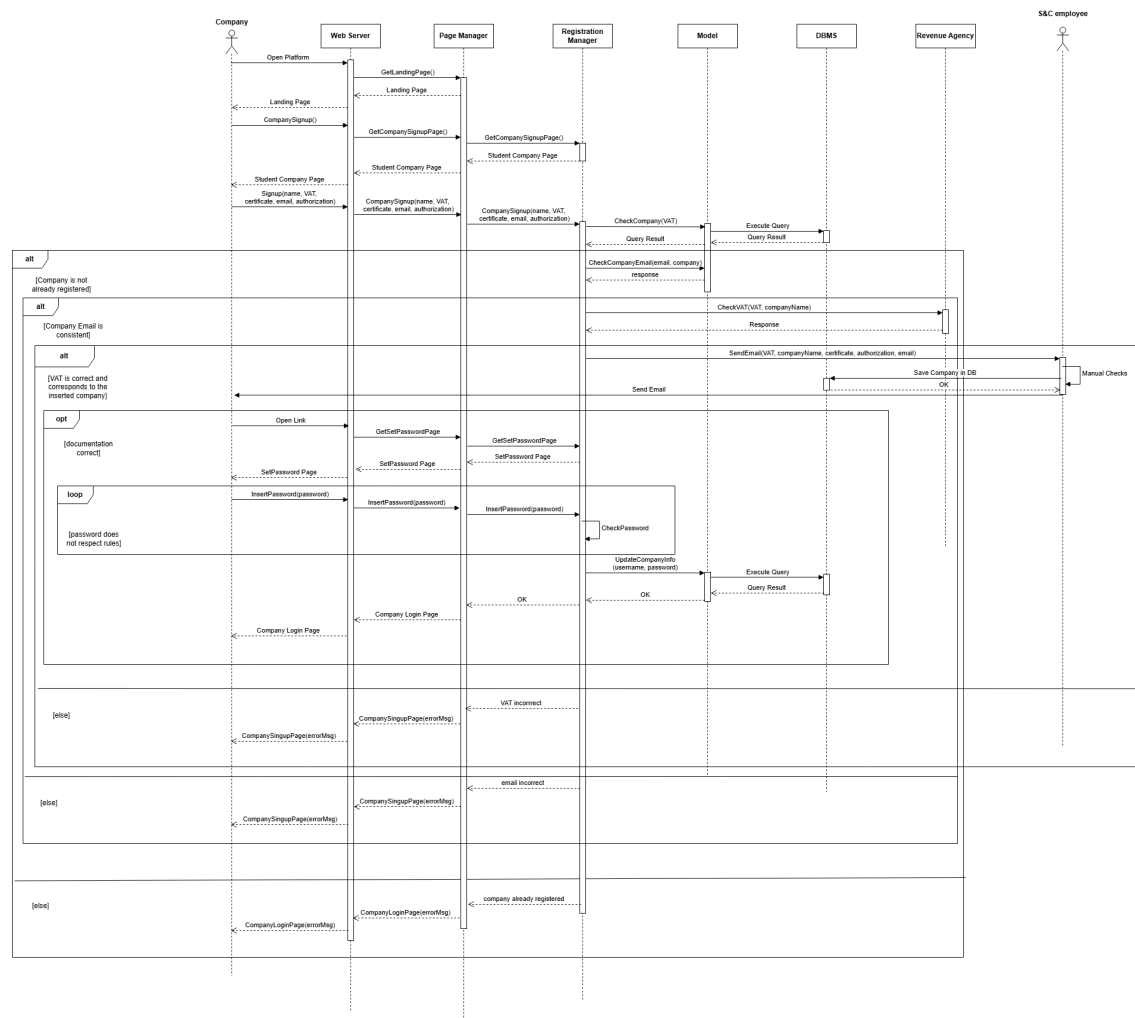 S&C employee
Company
Web Server
Page Manager
Registration
Manager
Model
DBMS
Revenue Agency
Open Platform
GetLandingPage()
Landing Page
Landing Page
CompanySignup()
GetCompanySignupPage()
GetCompanySignupPage()
Student Company Page
Student Company Page
Student Company Page
Signup(name, VAT,
certificate, email, authorization)
CompanySignup(name, VAT,
certificate, email, authorization)
CompanySignup(name, VAT,
certificate, email, authorization)
CheckCompany(VAT)
Execute Query
Query Result
Query Result
alt
[Company is not
already registered]
CheckCompanyEmail(email, company)
response
alt
[Company Email is
consistent]
CheckVAT(VAT, companyName)
Response
alt
[VAT is correct and
corresponds to the
inserted company]
SendEmail(VAT, companyName, certificate, authorization, email)
Manual Checks
Save Company in DB
OK
Send Email
opt
[documentation
correct]
Open Link
GetSetPasswordPage
GetSetPasswordPage
SetPassword Page
SetPassword Page
SetPassword Page
loop
[password does
not respect rules]
InsertPassword(password)
InsertPassword(password)
InsertPassword(password)
CheckPassword
UpdateCompanyInfo
(username, password)
Execute Query
Query Result
OK
OK
Company Login Page
Company Login Page
[else]
VAT incorrrect
CompanySingupPage(errorMsg)
CompanySingupPage(errorMsg)
[else]
email incorrect
CompanySingupPage(errorMsg)
CompanySingupPage(errorMsg)
[else]
company already registered
CompanyLoginPage(errorMsg)
CompanyLoginPage(errorMsg)